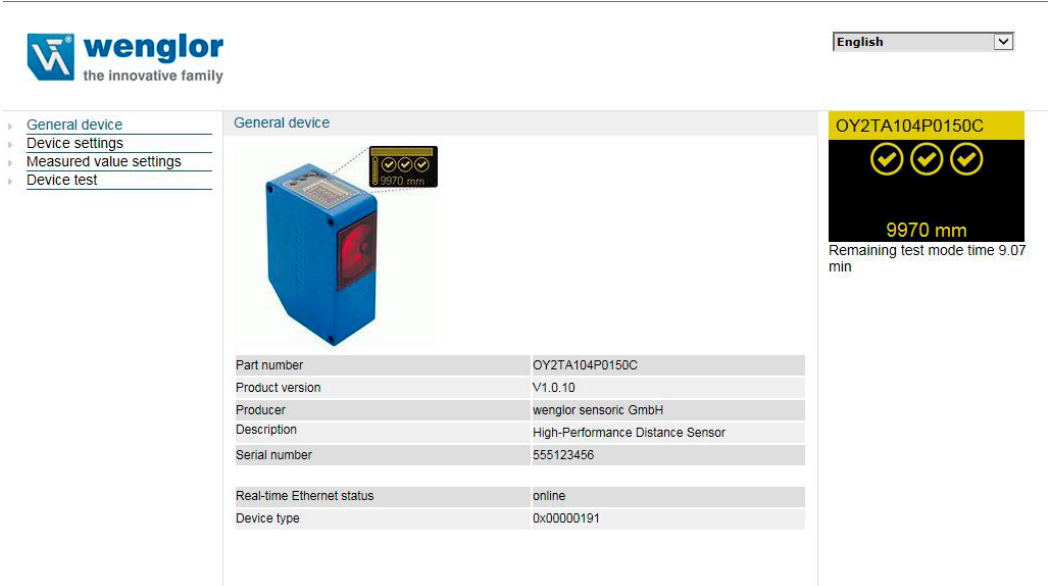 wenglor
the innovative family
English
General device
Device settings
Measured value settings
Device test
General device
9970 mm
wenglor
Part number OY2TA104P0150C
Product version V1.0.10
Producer wenglor sensoric GmbH
Description High-Performance Distance Sensor
Serial number 555123456
Real-time Ethernet status online
Device type 0x00000191
OY2TA104P0150C
9970 mm
Remaining test mode time 9.07
min